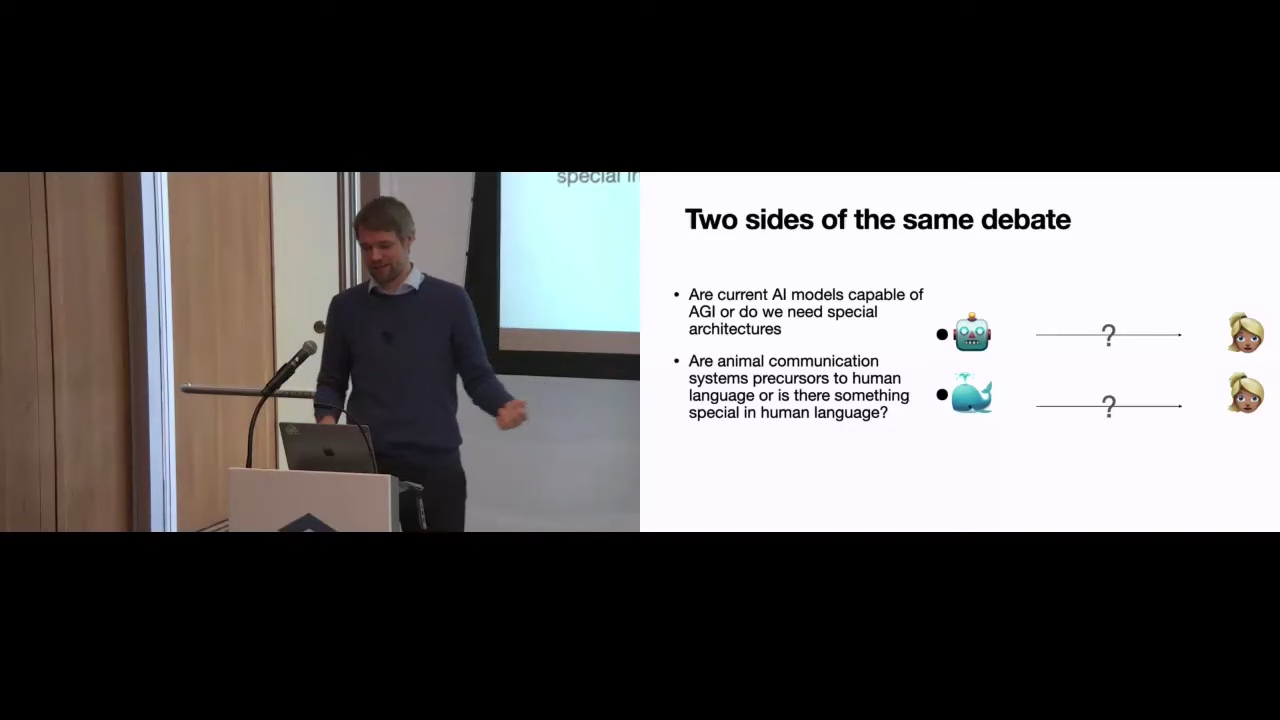 special in
Two sides of the same debate
• Are current AI models capable of
AGI or do we need special
architectures
?
• Are animal communication
systems precursors to human
language or is there something
special in human language?
?